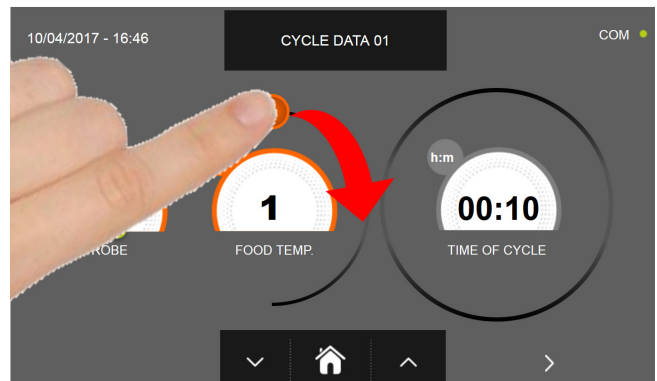 10/04/2017 - 16:46
CYCLE DATA 01
COM
h:m
1
00:10
ROBE
FOOD TEMP.
TIME OF CYCLE